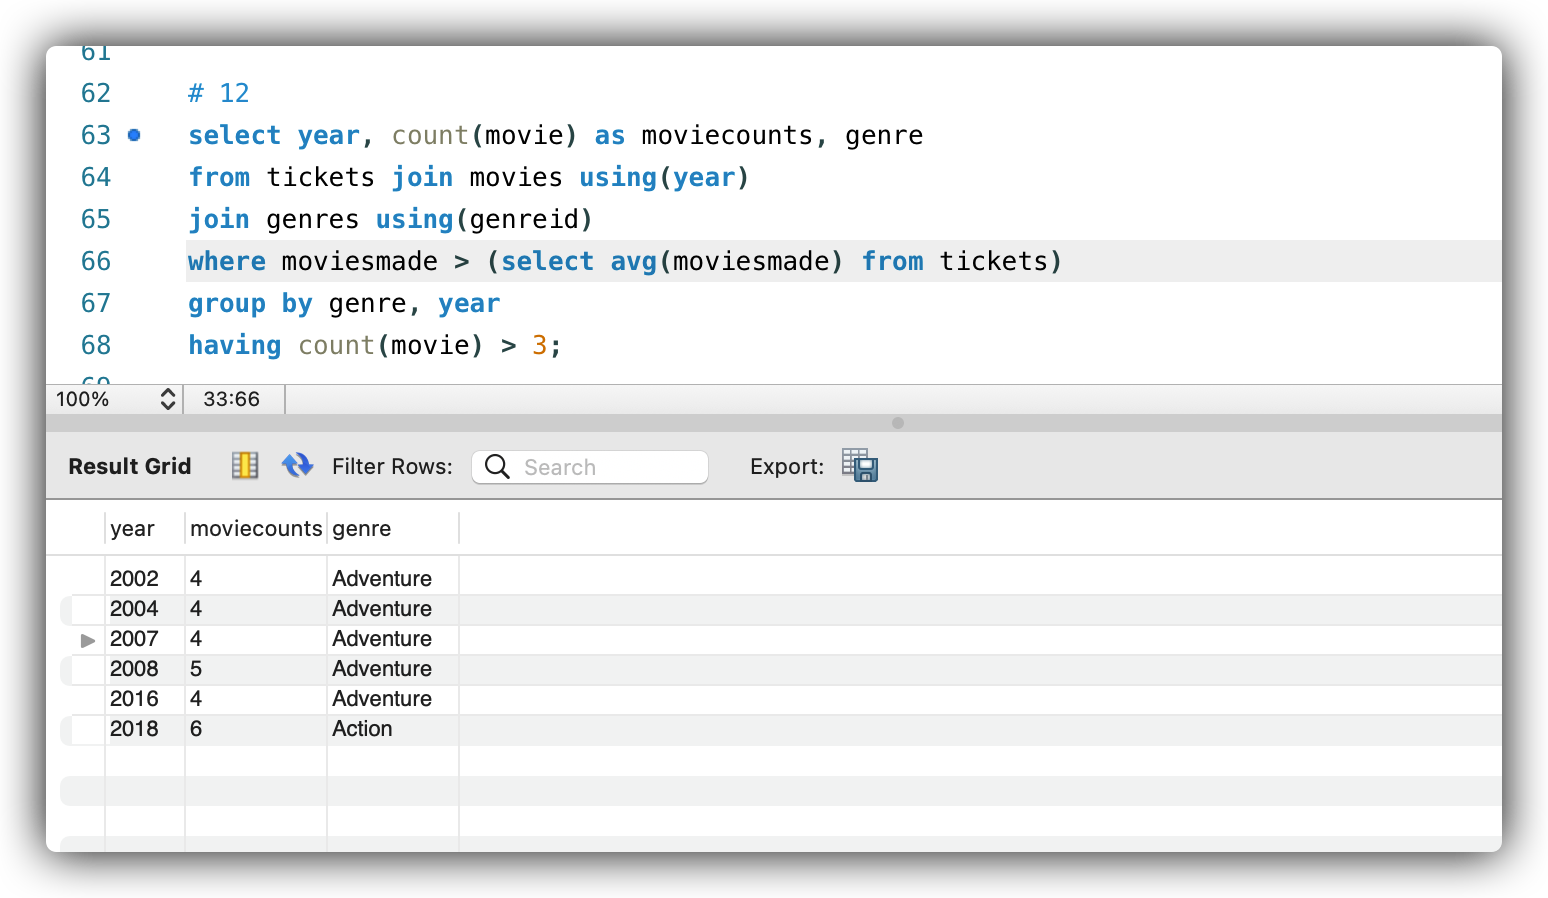 61
62 # 12
63 select year, count(movie) as moviecounts, genre
64 from tickets join movies using(year)
65 join genres using(genreid)
66 where moviesmade > (select avg(moviesmade) from tickets)
67 group by genre, year
68 having count(movie) > 3;
69
100% 33:66
Result Grid Filter Rows: Search Export:
year moviecounts genre
2002 4 Adventure
2004 4 Adventure
2007 4 Adventure
2008 5 Adventure
2016 4 Adventure
2018 6 Action